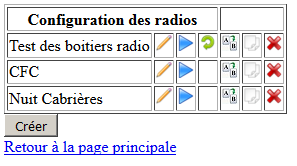 Configuration des radios
Test des boitiers radio
CFC
Nuit Cabrières
Créer
Retour à la page principale